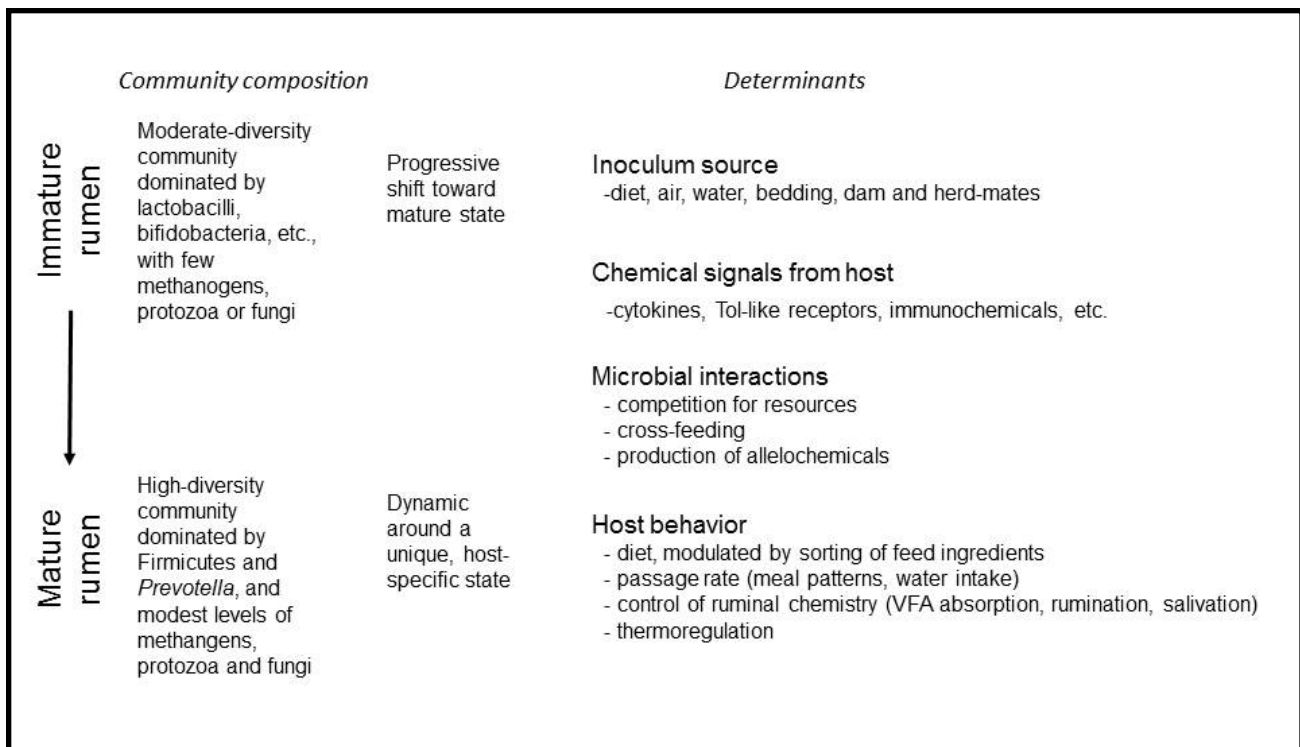 Community composition
Determinants
Immature
rumen
Moderate-diversity
community
dominated by
lactobacilli,
bifidobacteria, etc.,
with few
methanogens,
protozoa or fungi
Progressive
shift toward
mature state
Inoculum source
-diet, air, water, bedding, dam and herd-mates
Chemical signals from host
-cytokines, Tol-like receptors, immunochemicals, etc.
Microbial interactions
- competition for resources
- cross-feeding
- production of allelochemicals
Mature
rumen
High-diversity
community
dominated by
Firmicutes and
Prevotella, and
modest levels of
methangens,
protozoa and fungi
Dynamic
around a
unique, host-
specific state
Host behavior
- diet, modulated by sorting of feed ingredients
- passage rate (meal patterns, water intake)
- control of ruminal chemistry (VFA absorption, rumination, salivation)
- thermoregulation